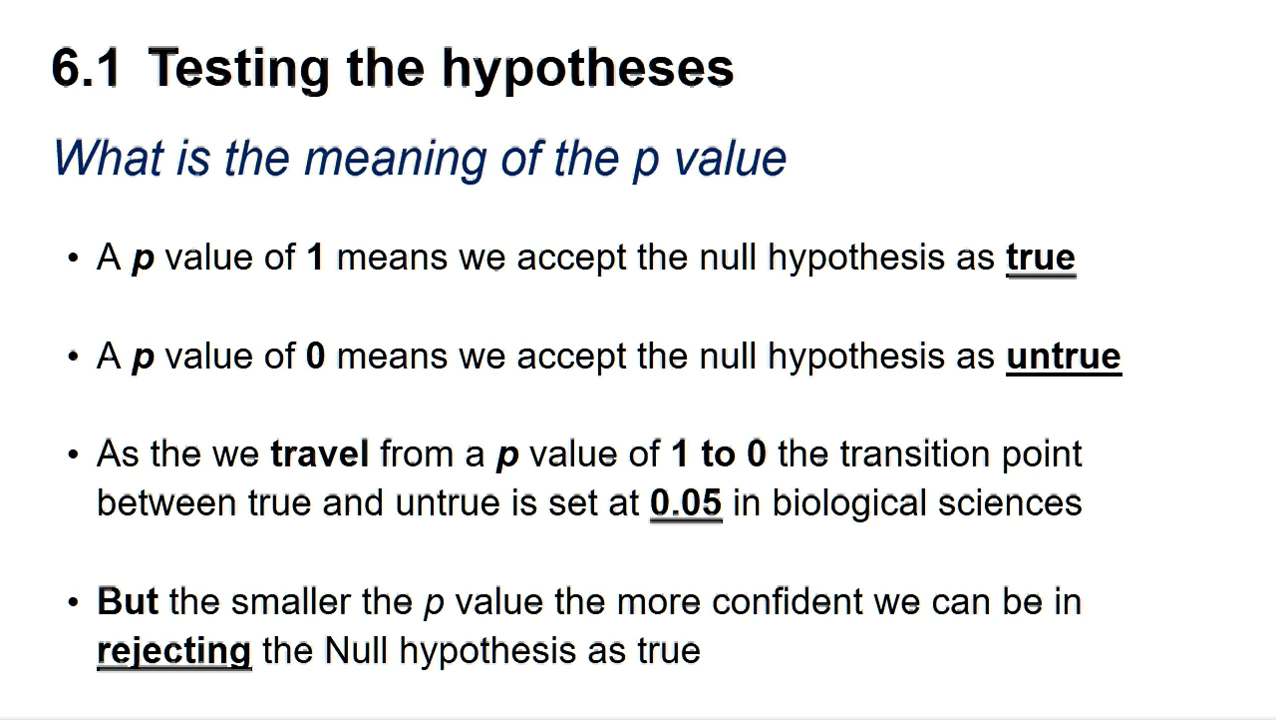 6.1 Testing the hypotheses
What is the meaning of the p value
• A p value of 1 means we accept the null hypothesis as true
• A p value of 0 means we accept the null hypothesis as untrue
• As the we travel from a p value of 1 to 0 the transition point
between true and untrue is set at 0.05 in biological sciences
• But the smaller the p value the more confident we can be in
rejecting the Null hypothesis as true